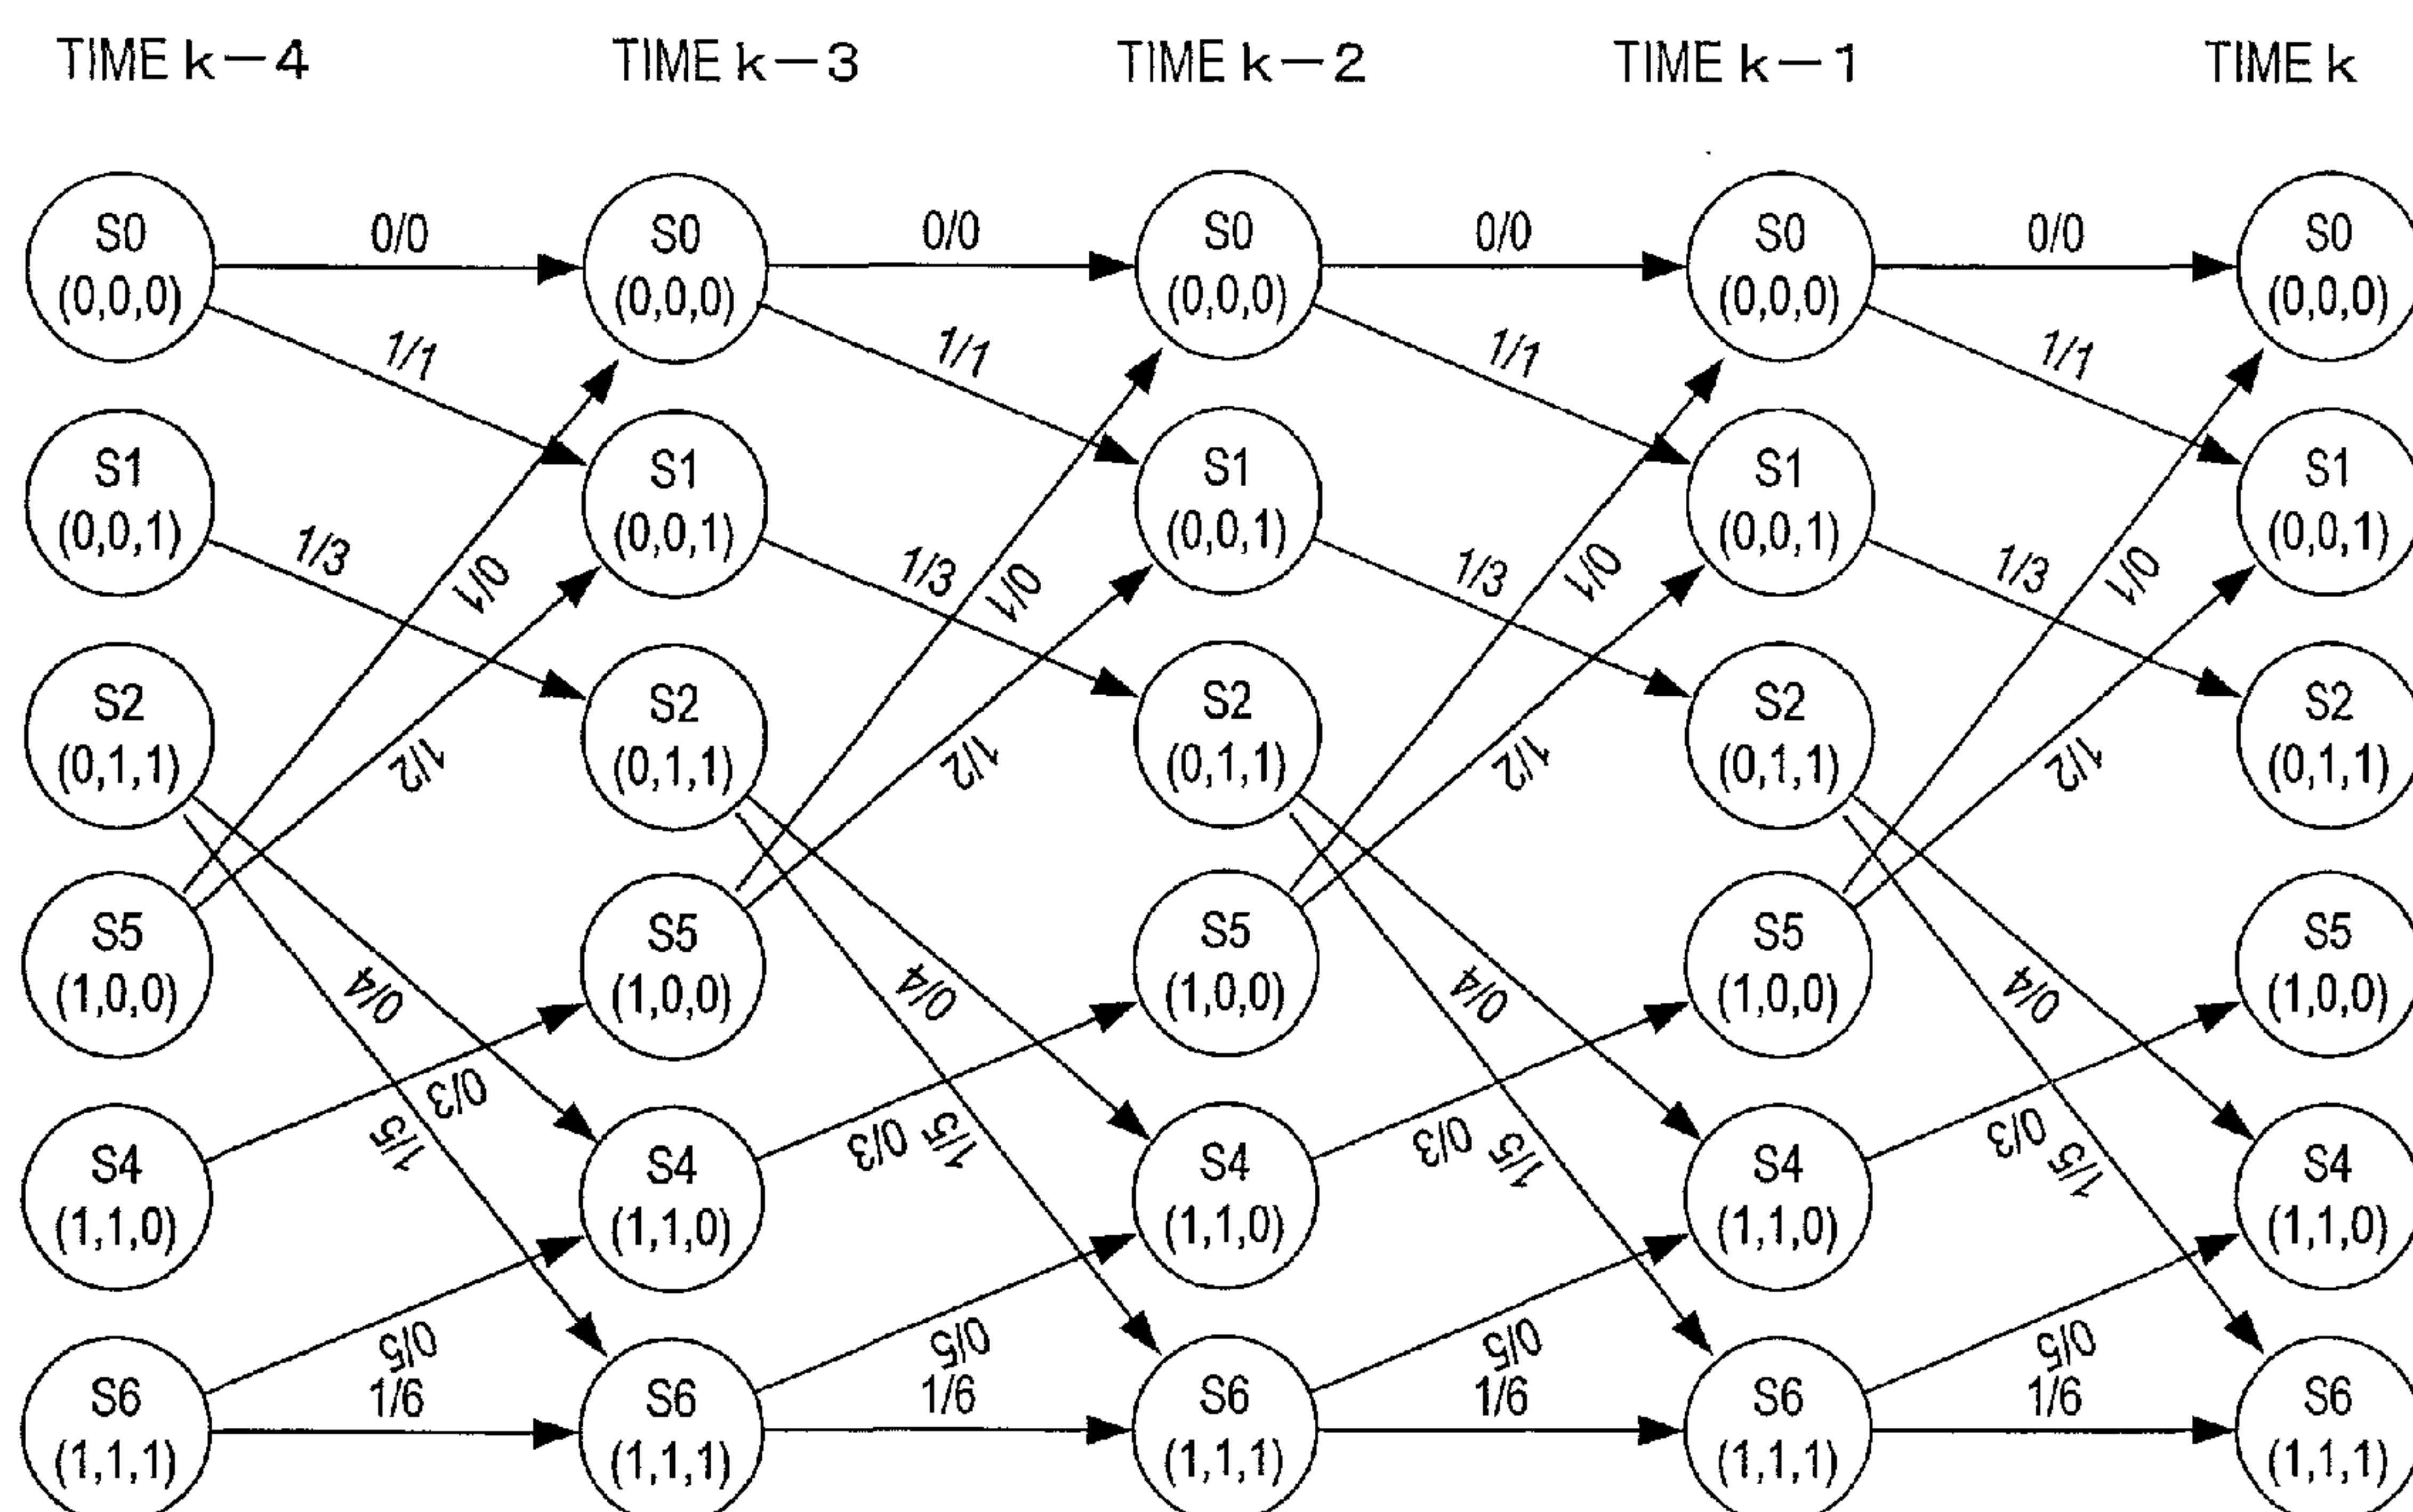 TIME k-4 TIME k-3 TIME k-2 TIME k-1 TIME k
S0 0/0 S0 0/0 S0 0/0 S0 0/0 S0
(0,0,0) (0,0,0) (0,0,0) (0,0,0) (0,0,0)
1/1 1/1 1/1 1/1
S1 S1 S1 S1 S1
(0,0,1) (0,0,1) (0,0,1) (0,0,1) (0,0,1)
1/3 1/3 1/3 1/3
0/1 0/1 0/1 0/1
S2 S2 S2 S2 S2
(0,1,1) (0,1,1) (0,1,1) (0,1,1) (0,1,1)
1/2 1/2 1/2 1/2
S5 S5 S5 S5 S5
(1,0,0) (1,0,0) (1,0,0) (1,0,0) (1,0,0)
0/4 0/4 0/4 0/4
0/3 0/3 0/3 0/3
1/5 1/5 1/5 1/5
S4 S4 S4 S4 S4
(1,1,0) (1,1,0) (1,1,0) (1,1,0) (1,1,0)
0/5 0/5 0/5 0/5
S6 1/6 S6 1/6 S6 1/6 S6 1/6 S6
(1,1,1) (1,1,1) (1,1,1) (1,1,1) (1,1,1)